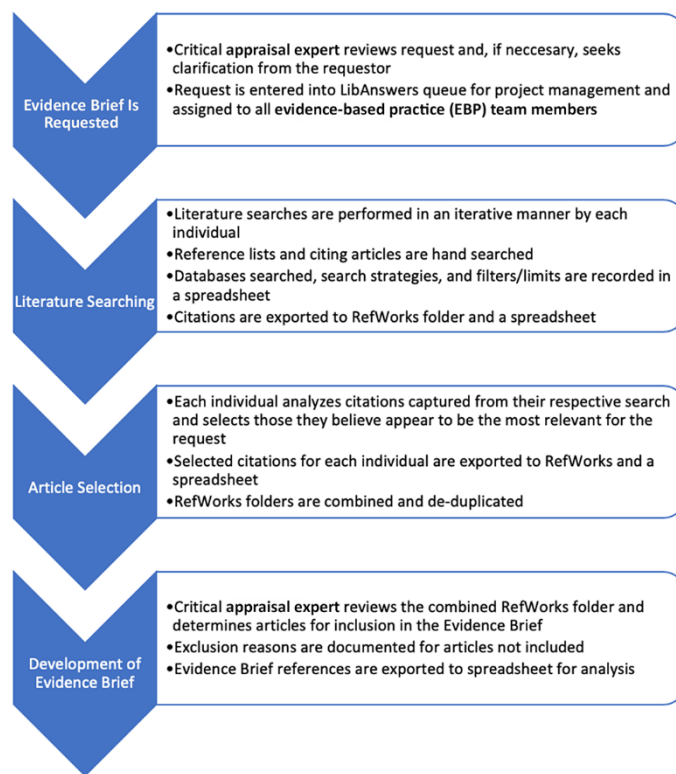 Evidence Brief Is
Requested
•Critical appraisal expert reviews request and, if neccesary, seeks
clarification from the requestor
•Request is entered into LibAnswers queue for project management and
assigned to all evidence-based practice (EBP) team members
Literature Searching
•Literature searches are performed in an iterative manner by each
individual
•Reference lists and citing articles are hand searched
•Databases searched, search strategies, and filters/limits are recorded in
a spreadsheet
•Citations are exported to RefWorks folder and a spreadsheet
Article Selection
•Each individual analyzes citations captured from their respective search
and selects those they believe appear to be the most relevant for the
request
•Selected citations for each individual are exported to RefWorks and a
spreadsheet
•RefWorks folders are combined and de-duplicated
Development of
Evidence Brief
•Critical appraisal expert reviews the combined RefWorks folder and
determines articles for inclusion in the Evidence Brief
•Exclusion reasons are documented for articles not included
•Evidence Brief references are exported to spreadsheet for analysis